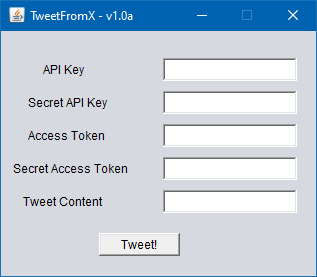 TweetFromX - v1.0a
API Key
Secret API Key
Access Token
Secret Access Token
Tweet Content
Tweet!